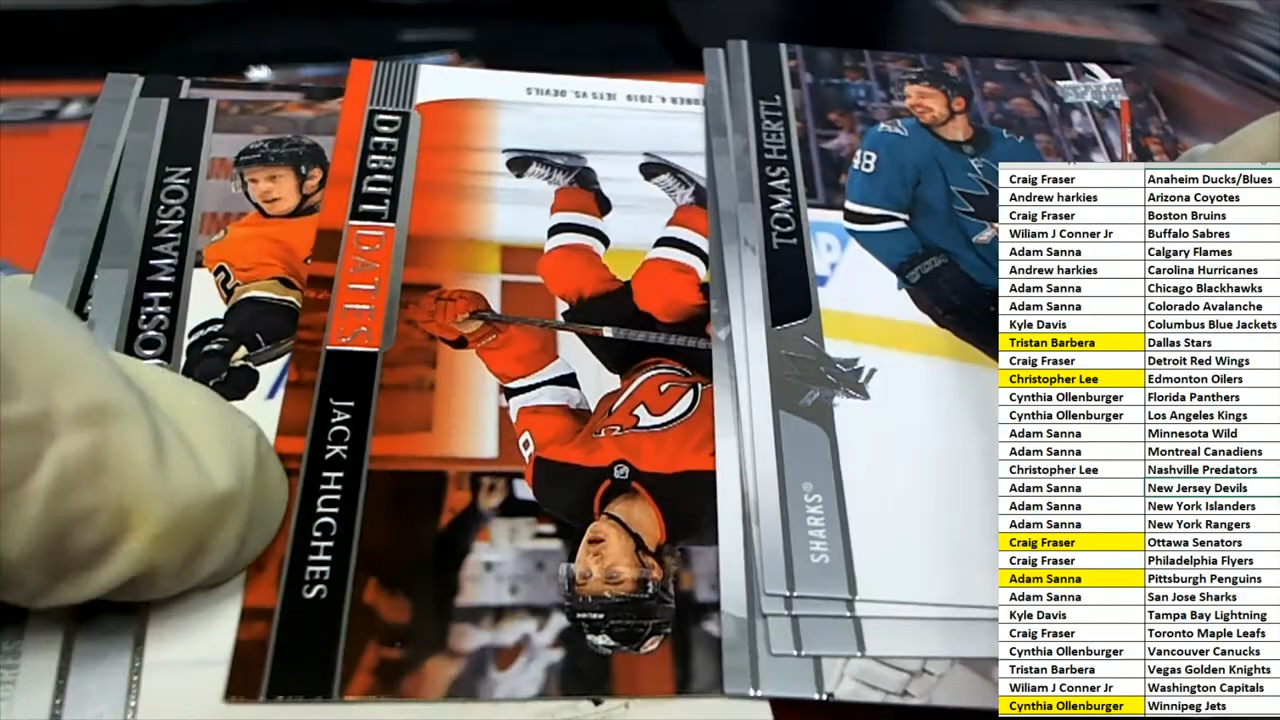 JOSH MANSON
DEBUT DATES
JACK HUGHES
OCTOBER 4, 2019 JETS VS. DEVILS
TOMAS HERTL
SHARKS®
48
Craig Fraser Anaheim Ducks/Blues
Andrew harkies Arizona Coyotes
Craig Fraser Boston Bruins
Wiliam J Conner Jr Buffalo Sabres
Adam Sanna Calgary Flames
Andrew harkies Carolina Hurricanes
Adam Sanna Chicago Blackhawks
Adam Sanna Colorado Avalanche
Kyle Davis Columbus Blue Jackets
Tristan Barbera Dallas Stars
Craig Fraser Detroit Red Wings
Christopher Lee Edmonton Oilers
Cynthia Ollenburger Florida Panthers
Cynthia Ollenburger Los Angeles Kings
Adam Sanna Minnesota Wild
Adam Sanna Montreal Canadiens
Christopher Lee Nashville Predators
Adam Sanna New Jersey Devils
Adam Sanna New York Islanders
Adam Sanna New York Rangers
Craig Fraser Ottawa Senators
Craig Fraser Philadelphia Flyers
Adam Sanna Pittsburgh Penguins
Adam Sanna San Jose Sharks
Kyle Davis Tampa Bay Lightning
Craig Fraser Toronto Maple Leafs
Cynthia Ollenburger Vancouver Canucks
Tristan Barbera Vegas Golden Knights
Wiliam J Conner Jr Washington Capitals
Cynthia Ollenburger Winnipeg Jets